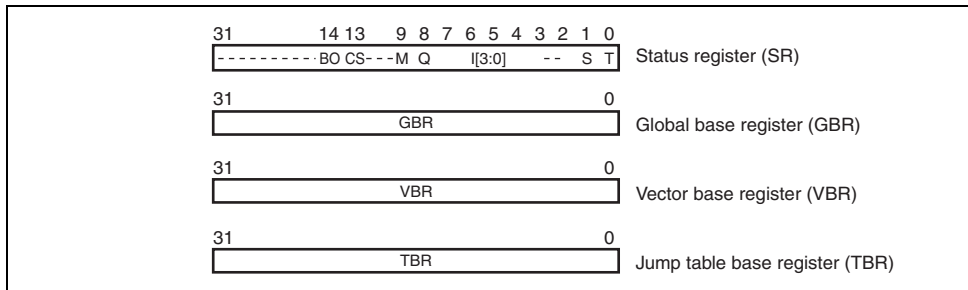 31 14 13 9 8 7 6 5 4 3 2 1 0
---------- BO CS---M Q I[3:0] -- S T Status register (SR)
31 0
GBR Global base register (GBR)
31 0
VBR Vector base register (VBR)
31 0
TBR Jump table base register (TBR)